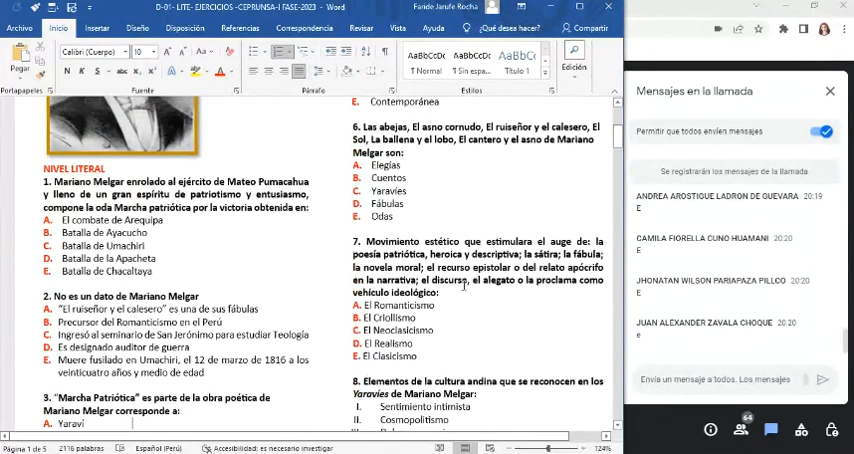 D-01- LITE- EJERCICIOS -CEPRUNSA-I FASE-2023 - Word
Faride Jarufe Rocha
Archivo Inicio Insertar Diseño Disposición Referencias Correspondencia Revisar Vista Ayuda ¿Qué desea hacer? Compartir
Pegar
Calibri (Cuerpo) 10
N K S
AaBbCcDc AaBbCcDc AaBbCc
¶ Normal ¶ Sin espa... Título 1
Edición
Portapapeles Fuente Párrafo Estilos
NIVEL LITERAL
1. Mariano Melgar enrolado al ejército de Mateo Pumacahua
y lleno de un gran espíritu de patriotismo y entusiasmo,
compone la oda Marcha patriótica por la victoria obtenida en:
A. El combate de Arequipa
B. Batalla de Ayacucho
C. Batalla de Umachiri
D. Batalla de la Apacheta
E. Batalla de Chacaltaya
2. No es un dato de Mariano Melgar
A. “El ruiseñor y el calesero” es una de sus fábulas
B. Precursor del Romanticismo en el Perú
C. Ingresó al seminario de San Jerónimo para estudiar Teología
D. Es designado auditor de guerra
E. Muere fusilado en Umachiri, el 12 de marzo de 1816 a los
veinticuatro años y medio de edad
3. “Marcha Patriótica” es parte de la obra poética de
Mariano Melgar corresponde a:
A. Yaraví
E. Contemporánea
6. Las abejas, El asno cornudo, El ruiseñor y el calesero, El
Sol, La ballena y el lobo, El cantero y el asno de Mariano
Melgar son:
A. Elegías
B. Cuentos
C. Yaravíes
D. Fábulas
E. Odas
7. Movimiento estético que estimulara el auge de: la
poesía patriótica, heroica y descriptiva; la sátira; la fábula;
la novela moral; el recurso epistolar o del relato apócrifo
en la narrativa; el discurso, el alegato o la proclama como
vehículo ideológico:
A. El Romanticismo
B. El Criollismo
C. El Neoclasicismo
D. El Realismo
E. El Clasicismo
8. Elementos de la cultura andina que se reconocen en los
Yaravíes de Mariano Melgar:
I. Sentimiento intimista
II. Cosmopolitismo
Página 1 de 5 2116 palabras Español (Perú) Accesibilidad: es necesario investigar 124%
Mensajes en la llamada
Permitir que todos envíen mensajes
Se registrarán los mensajes de la llamada
ANDREA AROSTIGUE LADRON DE GUEVARA 20:19
E
CAMILA FIORELLA CUNO HUAMANI 20:20
E
JHONATAN WILSON PARIAPAZA PILLCO 20:20
E
JUAN ALEXANDER ZAVALA CHOQUE 20:20
e
Envía un mensaje a todos. Los mensajes
64